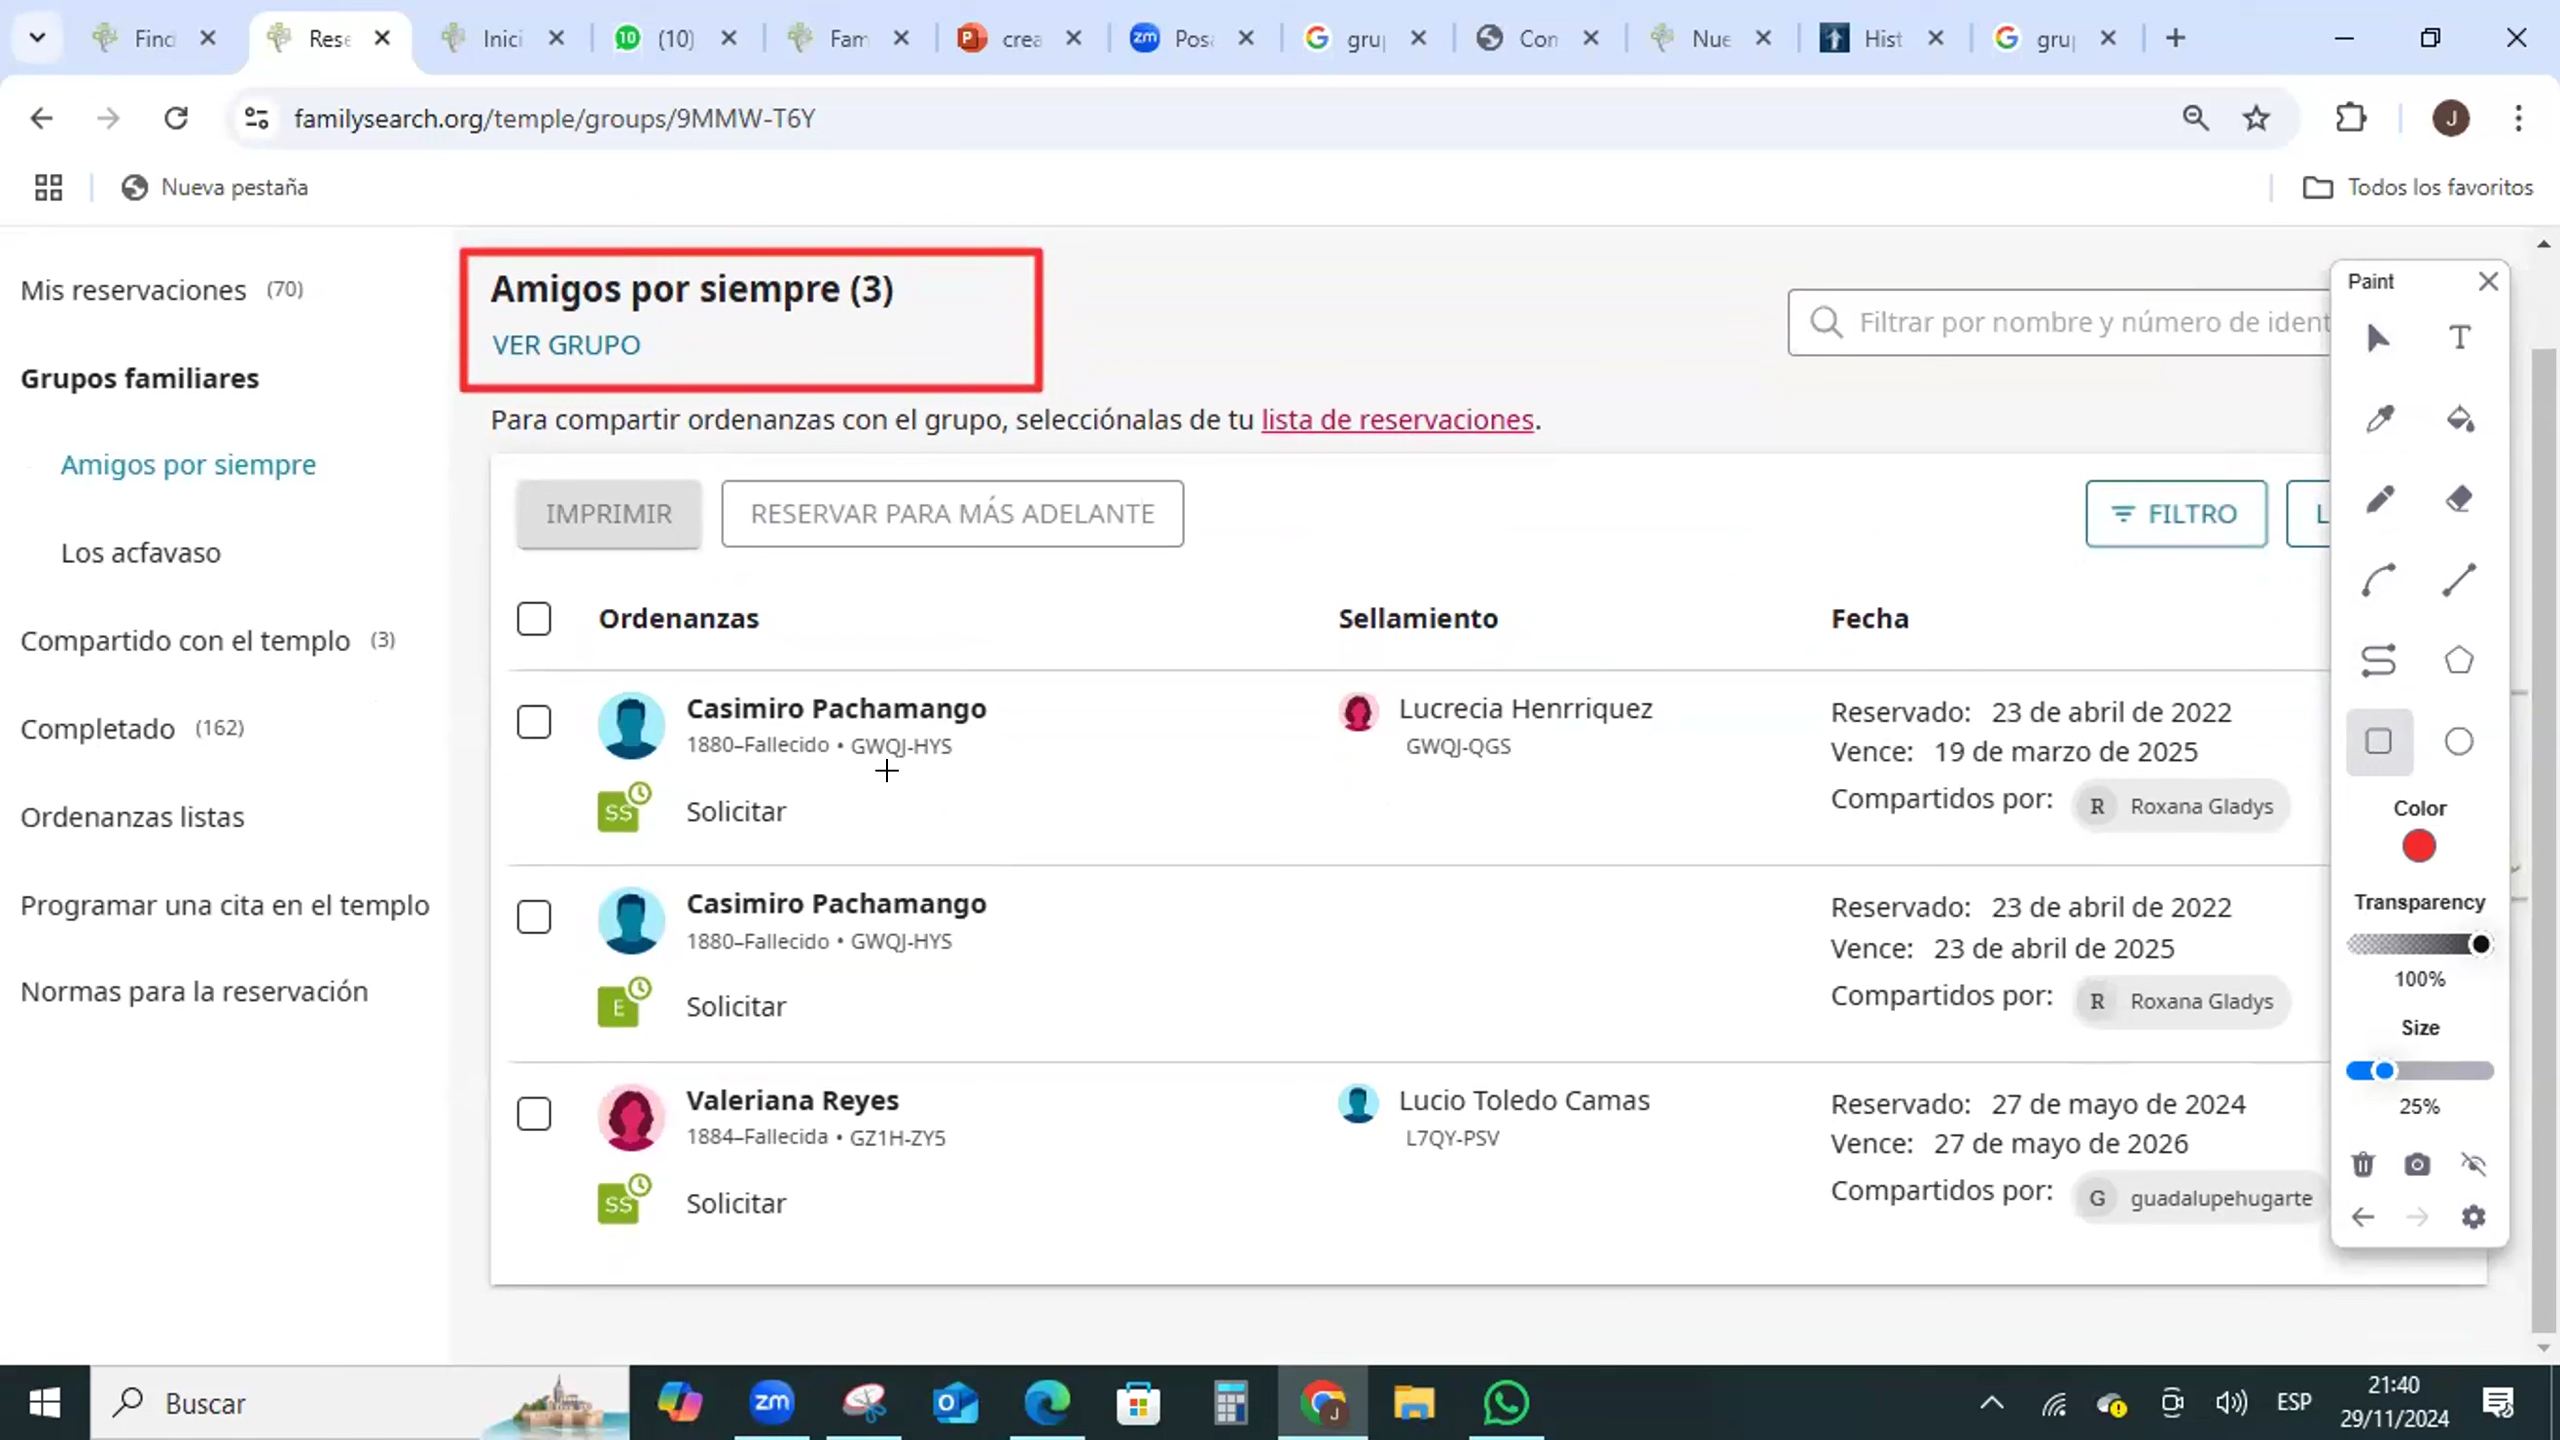 Find
Rese
Inici
10 (10)
Fam
P crea
zm Posa
G gru
Con
Nue
Hist
G gru
familysearch.org/temple/groups/9MMW-T6Y
J
Nueva pestaña
Todos los favoritos
Mis reservaciones (70)
Grupos familiares
Amigos por siempre
Los acfavaso
Compartido con el templo (3)
Completado (162)
Ordenanzas listas
Programar una cita en el templo
Normas para la reservación
Amigos por siempre (3)
VER GRUPO
Filtrar por nombre y número de ident
Para compartir ordenanzas con el grupo, selecciónalas de tu lista de reservaciones.
IMPRIMIR
RESERVAR PARA MÁS ADELANTE
FILTRO
L
Ordenanzas Sellamiento Fecha
Casimiro Pachamango
1880–Fallecido • GWQJ-HYS
SS Solicitar
Lucrecia Henrriquez
GWQJ-QGS
Reservado: 23 de abril de 2022
Vence: 19 de marzo de 2025
Compartidos por: R Roxana Gladys
Casimiro Pachamango
1880–Fallecido • GWQJ-HYS
E Solicitar
Reservado: 23 de abril de 2022
Vence: 23 de abril de 2025
Compartidos por: R Roxana Gladys
Valeriana Reyes
1884–Fallecida • GZ1H-ZY5
SS Solicitar
Lucio Toledo Camas
L7QY-PSV
Reservado: 27 de mayo de 2024
Vence: 27 de mayo de 2026
Compartidos por: G guadalupehugarte
Paint
T
Color
Transparency
100%
Size
25%
Buscar
zm
J
ESP
21:40
29/11/2024